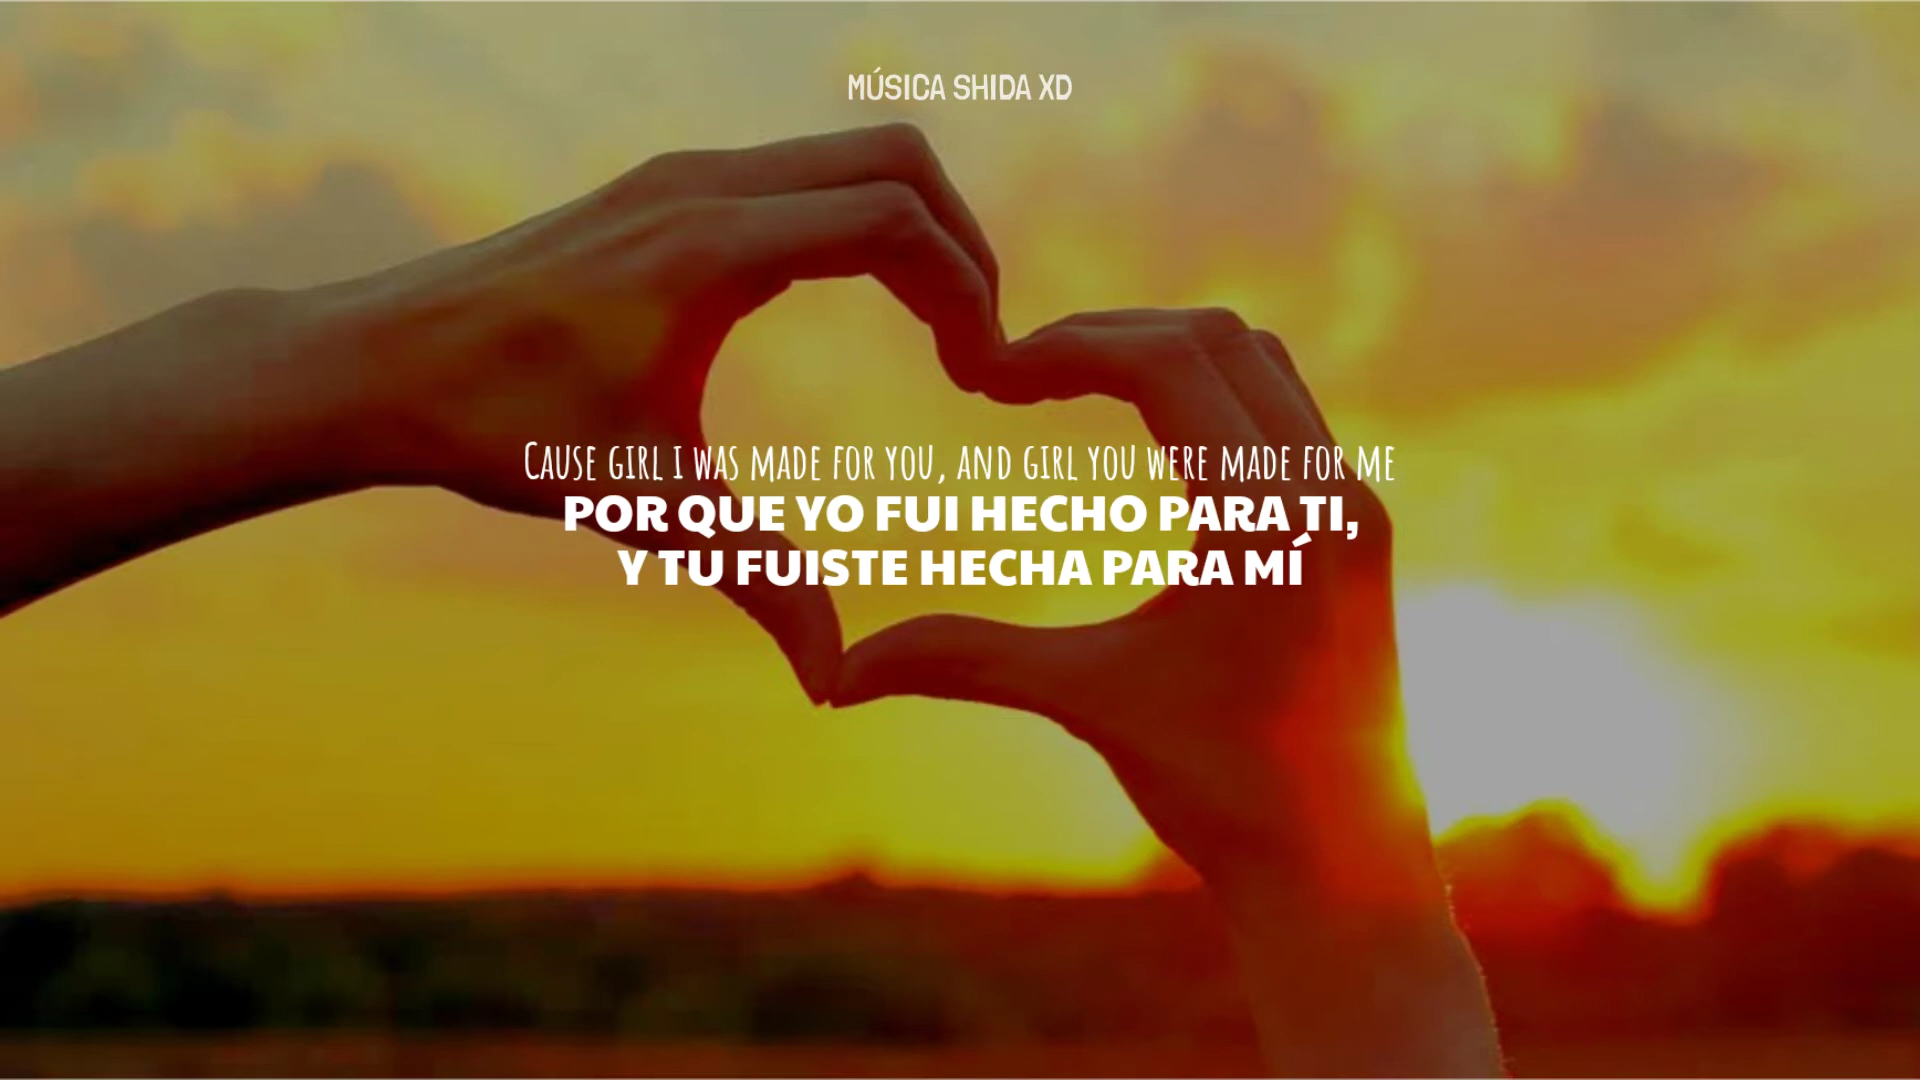 MÚSICA SHIDA XD
Cause girl I was made for you, and girl you were made for me
POR QUE YO FUI HECHO PARA TI,
Y TU FUISTE HECHA PARA MÍ